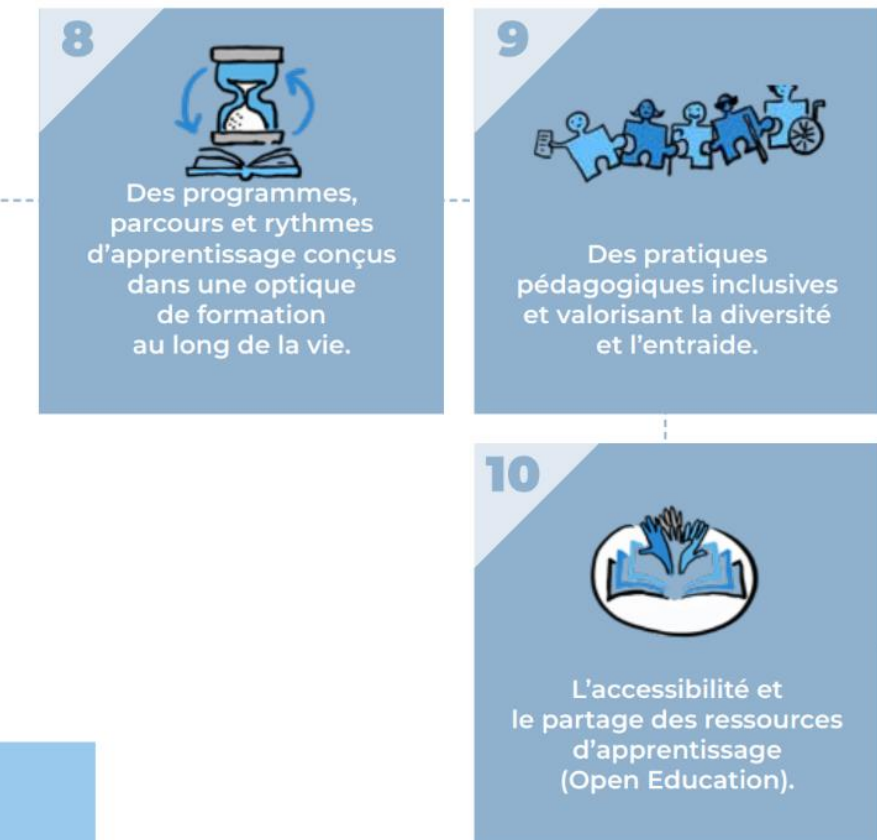 8
Des programmes,
parcours et rythmes
d’apprentissage conçus
dans une optique
de formation
au long de la vie.
9
Des pratiques
pédagogiques inclusives
et valorisant la diversité
et l’entraide.
10
L’accessibilité et
le partage des ressources
d’apprentissage
(Open Education).